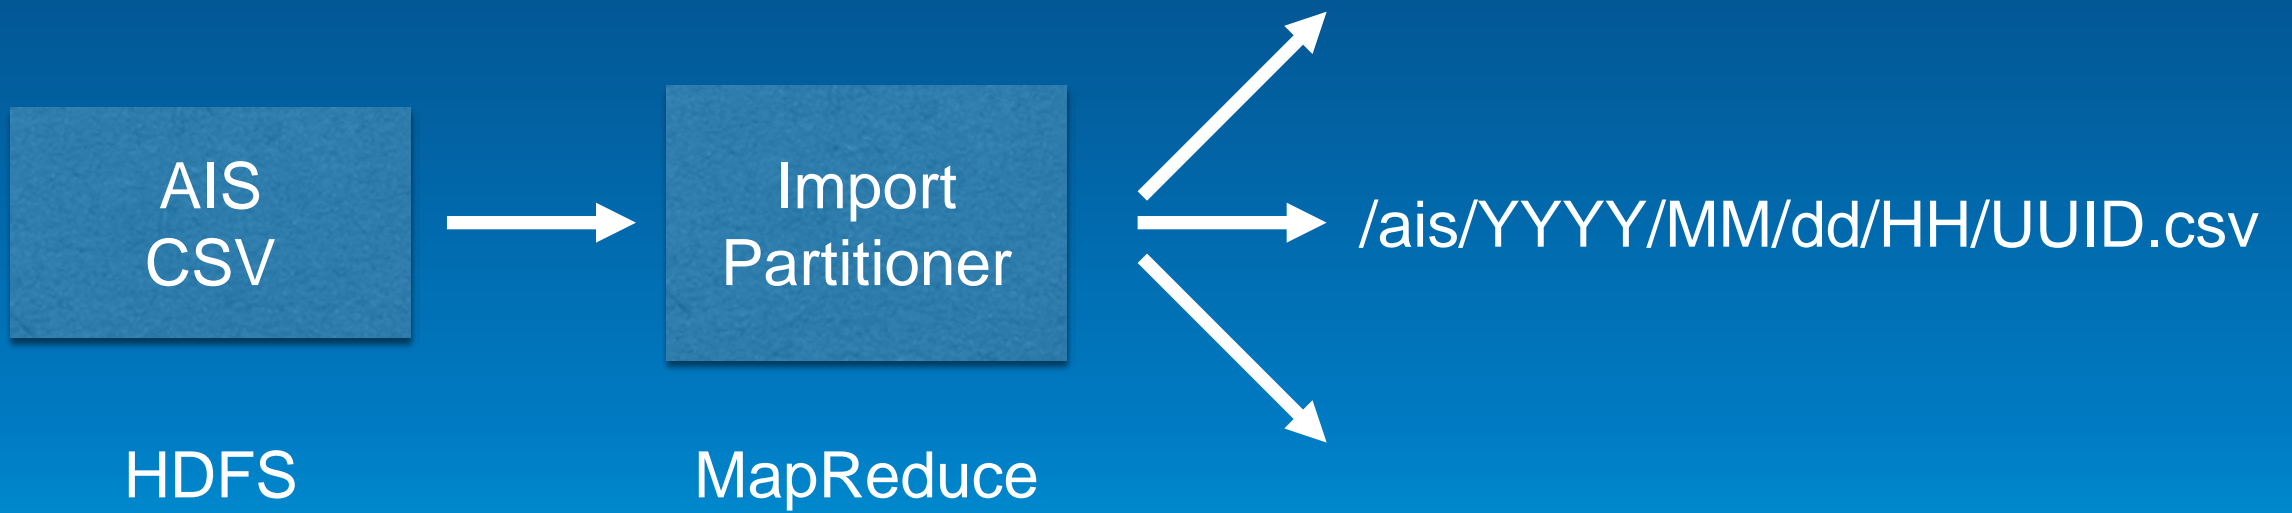 AIS
CSV
Import
Partitioner
/ais/YYYY/MM/dd/HH/UUID.csv
HDFS
MapReduce